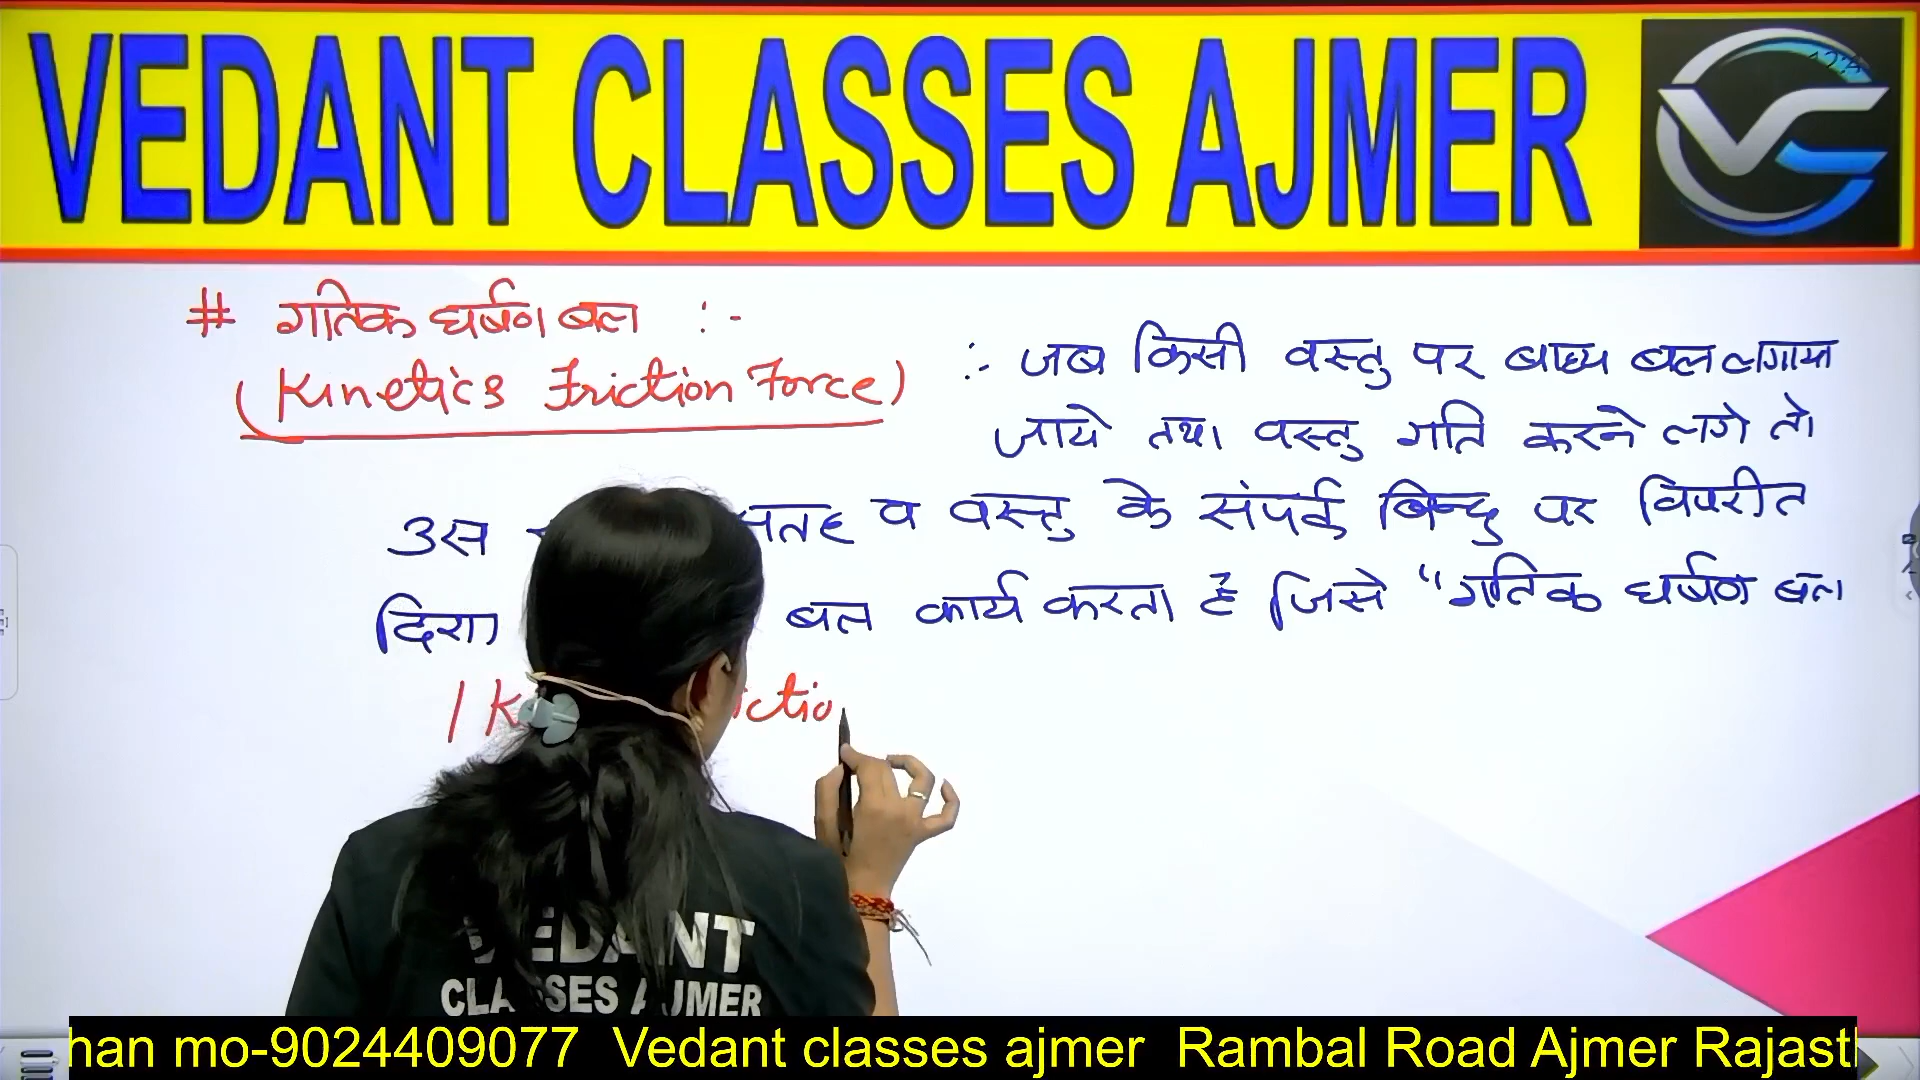 VEDANT CLASSES AJMER
# गतिक घर्षण बल :-
(Kinetics Friction Force)
:- जब किसी वस्तु पर बाह्य बल लगाया
जाये तथा वस्तु गति करने लगे तो
उस सतह व वस्तु के संपर्क बिन्दु पर विपरीत
दिशा बल कार्य करता है जिसे "गतिक घर्षण बल
VEDANT
CLASSES AJMER
han mo-9024409077 Vedant classes ajmer Rambal Road Ajmer Rajast